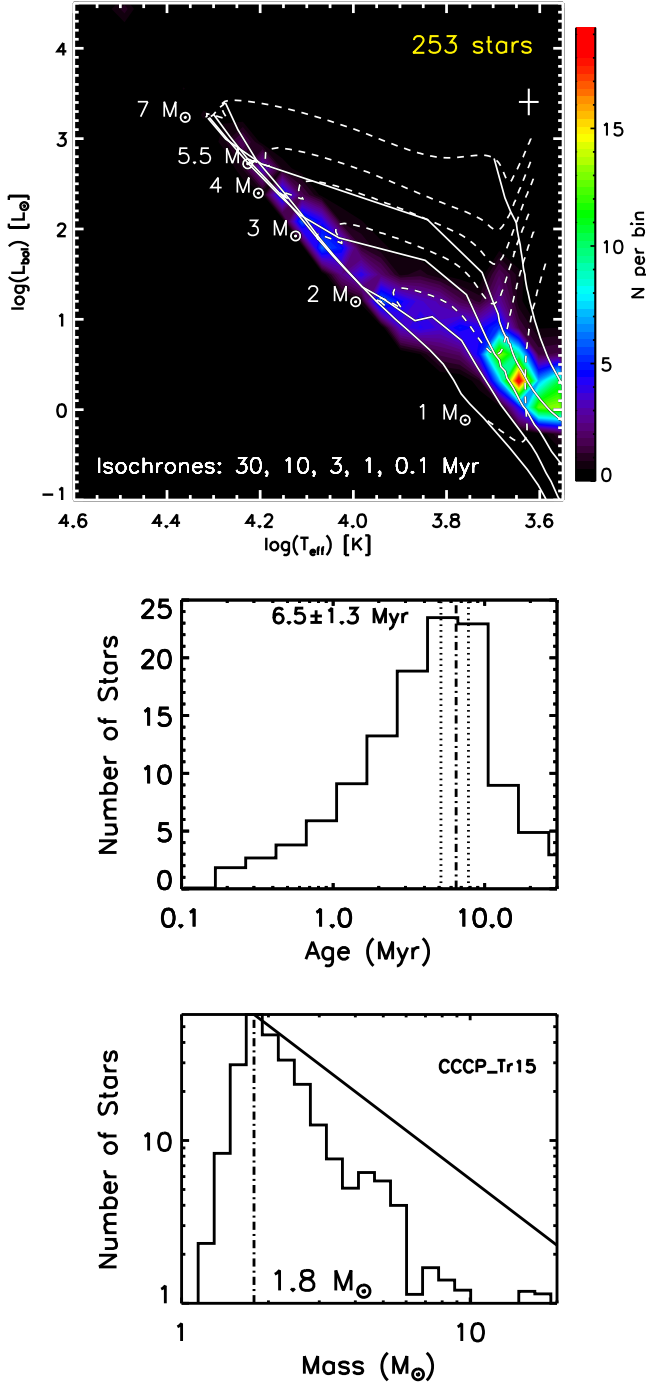 253 stars
4
3
2
1
0
-1
log(L_bol) [L⊙]
7 M⊙
5.5 M⊙
4 M⊙
3 M⊙
2 M⊙
1 M⊙
Isochrones: 30, 10, 3, 1, 0.1 Myr
4.6 4.4 4.2 4.0 3.8 3.6
log(T_eff) [K]
15
10
5
0
N per bin
6.5±1.3 Myr
25
20
15
10
5
0
Number of Stars
0.1 1.0 10.0
Age (Myr)
CCCP_Tr15
10
1
Number of Stars
1.8 M⊙
1 10
Mass (M⊙)